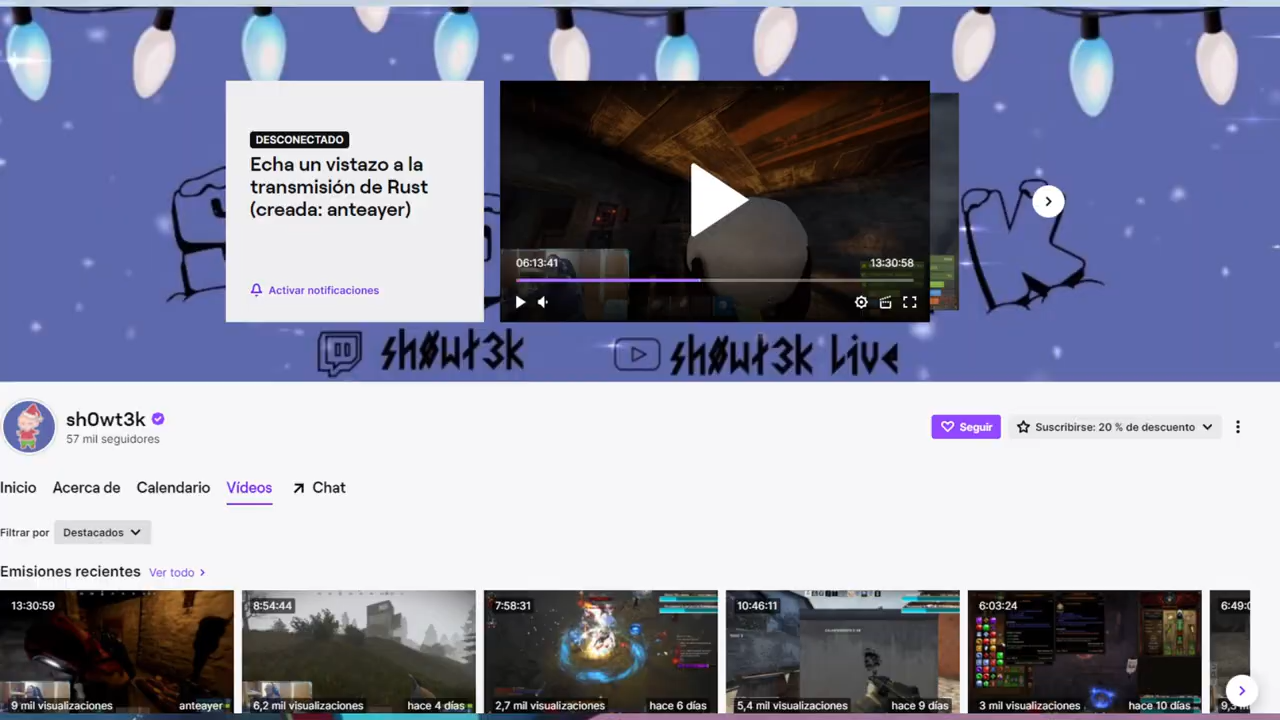 DESCONECTADO
Echa un vistazo a la
transmisión de Rust
(creada: anteayer)
Activar notificaciones
06:13:41
13:30:58
shøwt3k
shøwt3k Live
sh0wt3k
57 mil seguidores
Seguir
Suscribirse: 20 % de descuento
Inicio
Acerca de
Calendario
Vídeos
Chat
Filtrar por
Destacados
Emisiones recientes
Ver todo
13:30:59
8:54:44
7:58:31
10:46:11
6:03:24
9 mil visualizaciones
anteayer
6,2 mil visualizaciones
hace 4 días
2,7 mil visualizaciones
hace 6 días
5,4 mil visualizaciones
hace 9 días
3 mil visualizaciones
hace 10 días